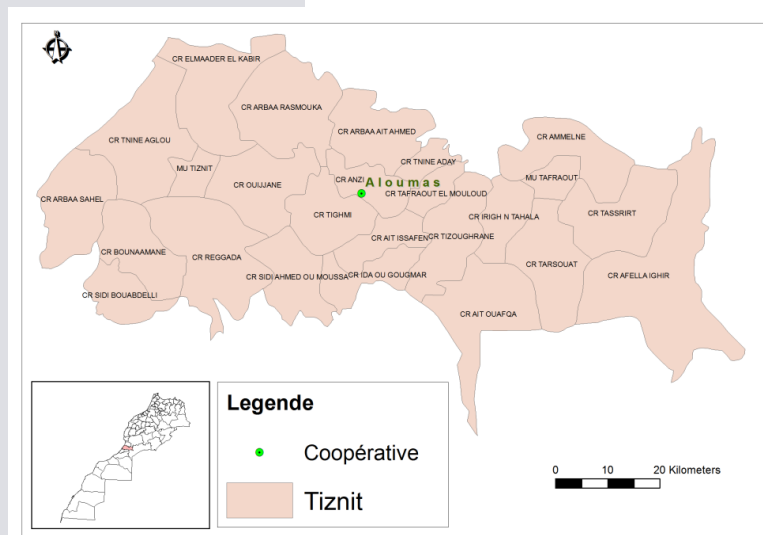 CR ELMAADER EL KABIR
CR ARBAA RASMOUKA
CR ARBAA AIT AHMED
CR AMMELNE
CR TNINE AGLOU
CR TNINE ADAY
MU TIZNIT
CR OUIJJANE
CR ANZI
Aloumas
MU TAFRAOUT
CR ARBAA SAHEL
CR TAFRAOUT EL MOULOUD
CR TIGHMI
CR IRIGH N TAHALA
CR TASSRIRT
CR AIT ISSAFEN
CR TIZOUGHRANE
CR BOUNAAMANE
CR REGGADA
CR TARSOUAT
CR SIDI AHMED OU MOUSSA
CR IDA OU GOUGMAR
CR AFELLA IGHIR
CR SIDI BOUABDELLI
CR AIT OUAFQA
Legende
Coopérative
Tiznit
0 10 20 Kilometers